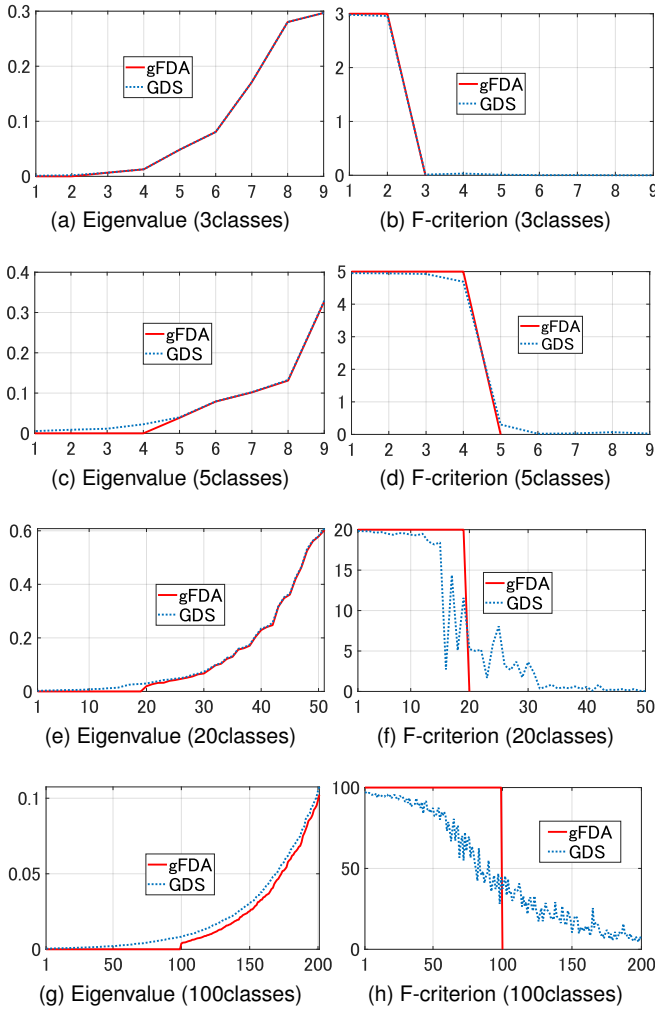 0.3
0.2
0.1
0
1 2 3 4 5 6 7 8 9
gFDA
GDS
(a) Eigenvalue (3classes)
3
2
1
0
1 2 3 4 5 6 7 8 9
gFDA
GDS
(b) F-criterion (3classes)
0.4
0.3
0.2
0.1
0
1 2 3 4 5 6 7 8 9
gFDA
GDS
(c) Eigenvalue (5classes)
5
4
3
2
1
0
1 2 3 4 5 6 7 8 9
gFDA
GDS
(d) F-criterion (5classes)
0.6
0.4
0.2
0
1 10 20 30 40 50
gFDA
GDS
(e) Eigenvalue (20classes)
20
15
10
5
0
1 10 20 30 40 50
gFDA
GDS
(f) F-criterion (20classes)
0.1
0.05
0
1 50 100 150 200
gFDA
GDS
(g) Eigenvalue (100classes)
100
50
0
1 50 100 150 200
gFDA
GDS
(h) F-criterion (100classes)